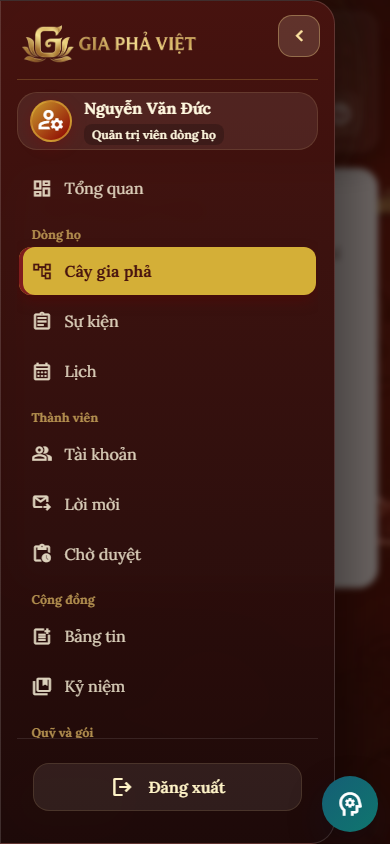 GIA PHẢ VIỆT
Nguyễn Văn Đức
Quản trị viên dòng họ
Tổng quan
Dòng họ
Cây gia phả
Sự kiện
Lịch
Thành viên
Tài khoản
Lời mời
Chờ duyệt
Cộng đồng
Bảng tin
Kỷ niệm
Quỹ và gói
Đăng xuất